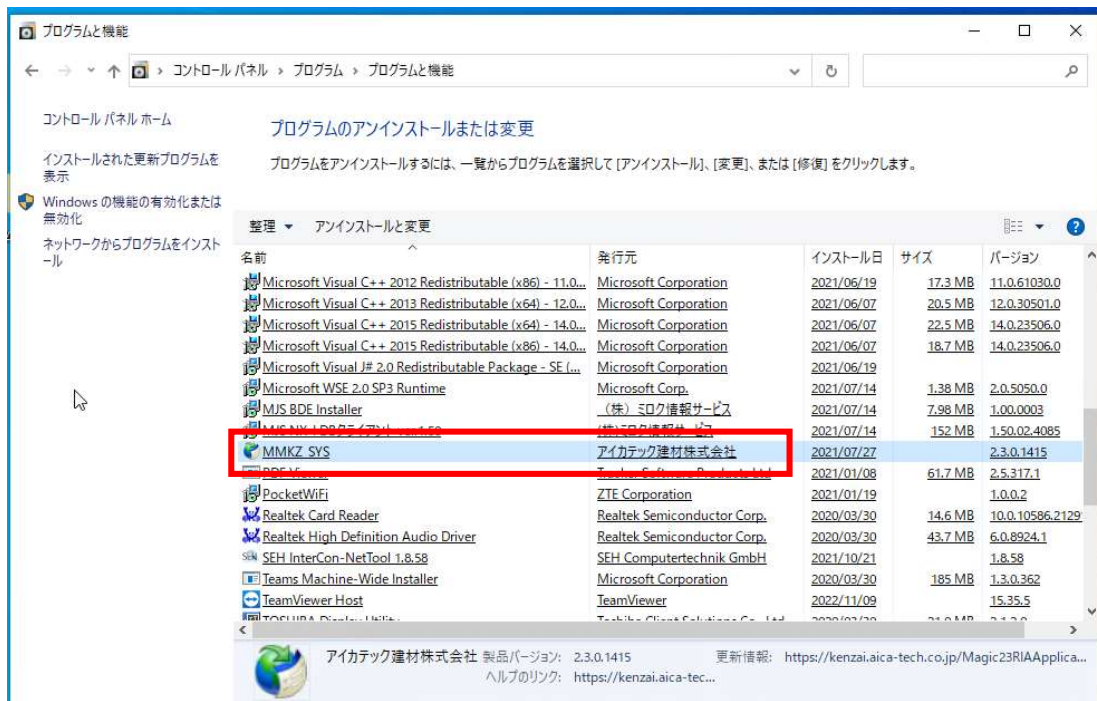 プログラムと機能
コントロール パネル › プログラム › プログラムと機能
コントロール パネル ホーム
インストールされた更新プログラムを
表示
Windows の機能の有効化または
無効化
ネットワークからプログラムをインスト
ール
プログラムのアンインストールまたは変更
プログラムをアンインストールするには、一覧からプログラムを選択して [アンインストール]、[変更]、または [修復] をクリックします。
整理 アンインストールと変更
名前 発行元 インストール日 サイズ バージョン
Microsoft Visual C++ 2012 Redistributable (x86) - 11.0... Microsoft Corporation 2021/06/19 17.3 MB 11.0.61030.0
Microsoft Visual C++ 2013 Redistributable (x64) - 12.0... Microsoft Corporation 2021/06/07 20.5 MB 12.0.30501.0
Microsoft Visual C++ 2015 Redistributable (x64) - 14.0... Microsoft Corporation 2021/06/07 22.5 MB 14.0.23506.0
Microsoft Visual C++ 2015 Redistributable (x86) - 14.0... Microsoft Corporation 2021/06/07 18.7 MB 14.0.23506.0
Microsoft Visual J# 2.0 Redistributable Package - SE (... Microsoft Corporation 2021/06/19
Microsoft WSE 2.0 SP3 Runtime Microsoft Corp. 2021/07/14 1.38 MB 2.0.5050.0
MJS BDE Installer （株）ミロク情報サービス 2021/07/14 7.98 MB 1.00.0003
2021/07/14 152 MB 1.50.02.4085
MMKZ_SYS アイカテック建材株式会社 2021/07/27 2.3.0.1415
2021/01/08 61.7 MB 2.5.317.1
PocketWiFi ZTE Corporation 2021/01/19 1.0.0.2
Realtek Card Reader Realtek Semiconductor Corp. 2020/03/30 14.6 MB 10.0.10586.2129
Realtek High Definition Audio Driver Realtek Semiconductor Corp. 2020/03/30 43.7 MB 6.0.8924.1
SEH InterCon-NetTool 1.8.58 SEH Computertechnik GmbH 2021/10/21 1.8.58
Teams Machine-Wide Installer Microsoft Corporation 2020/03/30 185 MB 1.3.0.362
TeamViewer Host TeamViewer 2022/11/09 15.35.5
アイカテック建材株式会社 製品バージョン: 2.3.0.1415 更新情報: https://kenzai.aica-tech.co.jp/Magic23RIAApplica...
ヘルプのリンク: https://kenzai.aica-tec...